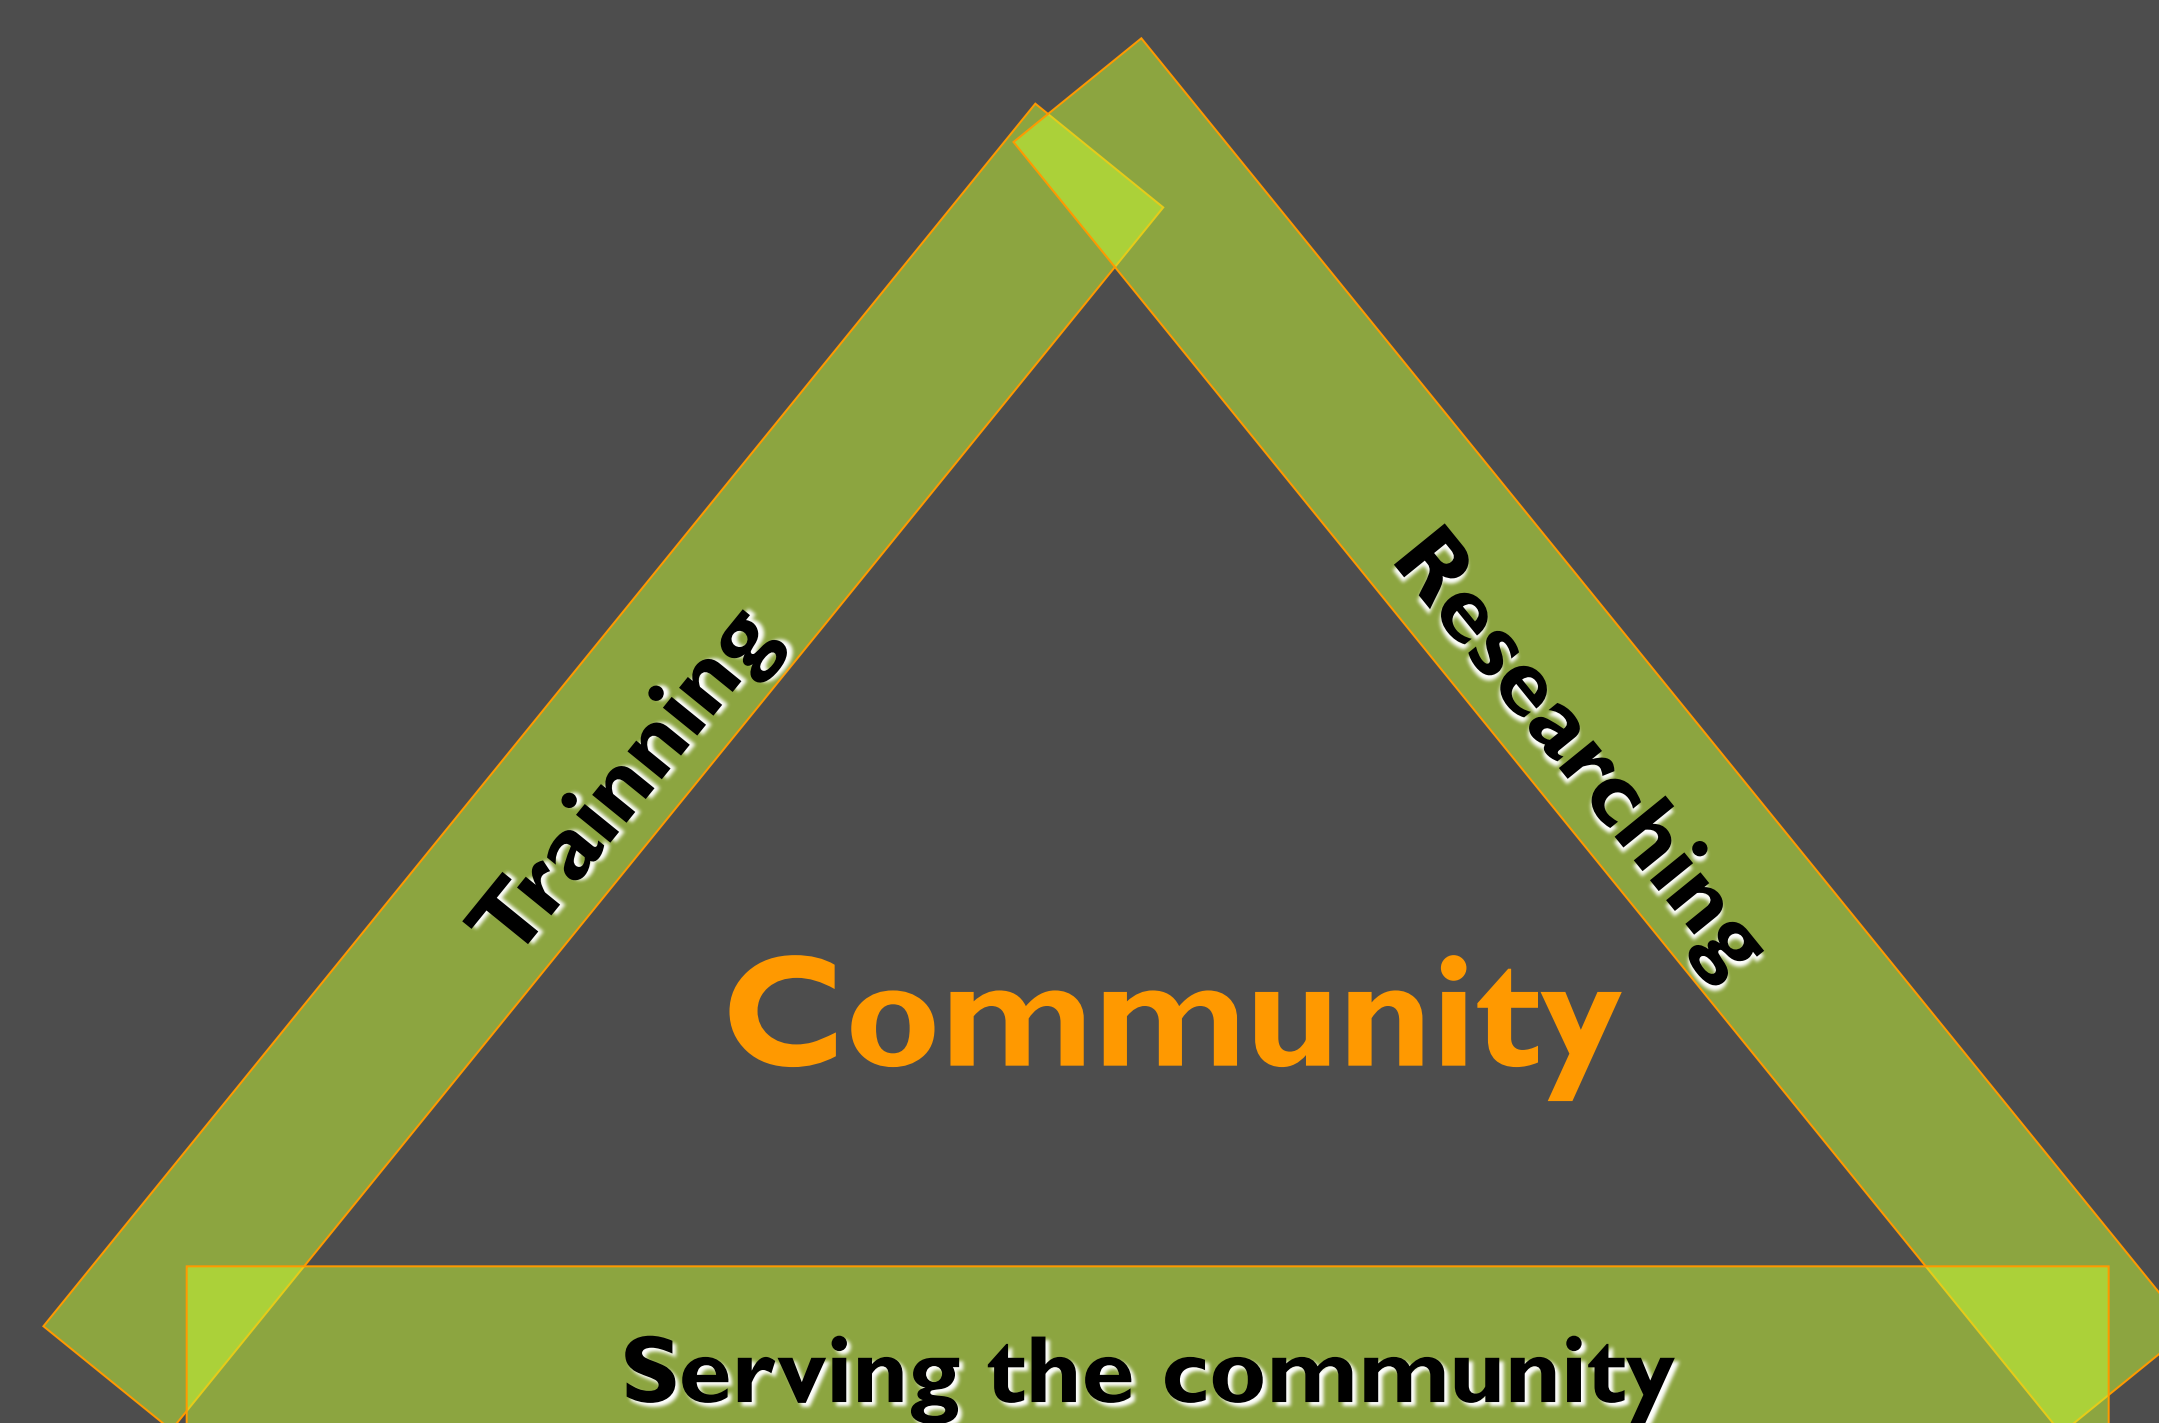 Trainning
Researching
Community
Serving the community